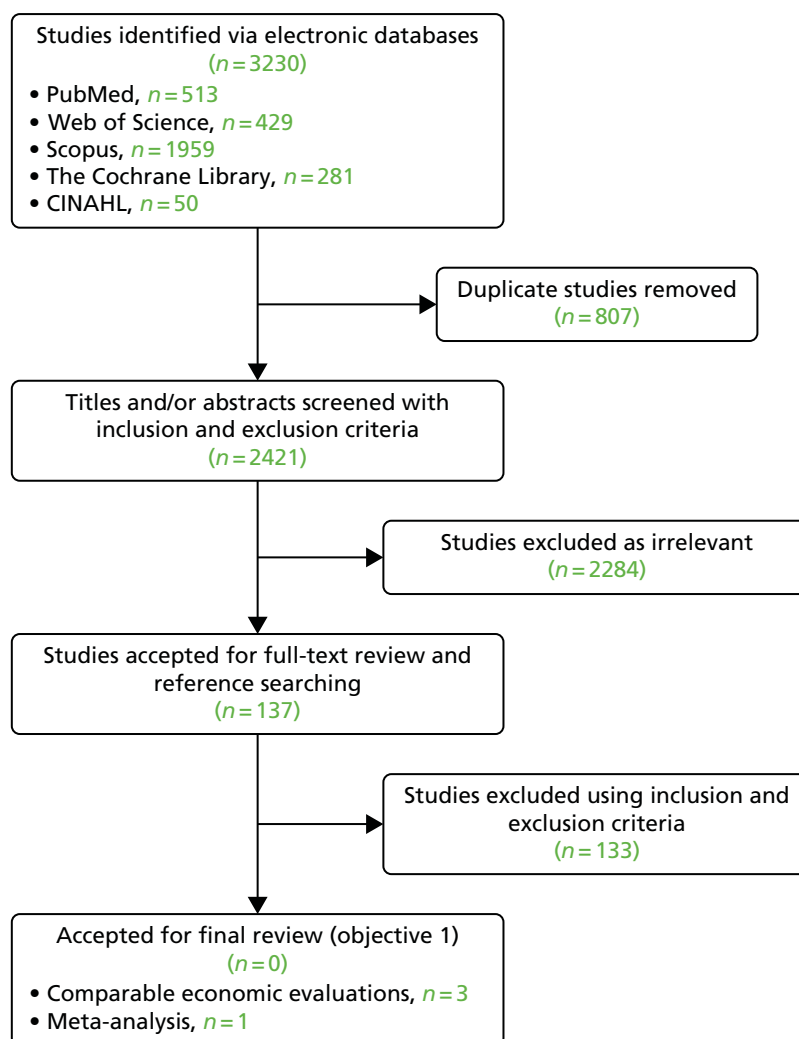 Studies identified via electronic databases
(n=3230)
• PubMed, n=513
• Web of Science, n=429
• Scopus, n=1959
• The Cochrane Library, n=281
• CINAHL, n=50
Duplicate studies removed
(n=807)
Titles and/or abstracts screened with
inclusion and exclusion criteria
(n=2421)
Studies excluded as irrelevant
(n=2284)
Studies accepted for full-text review and
reference searching
(n=137)
Studies excluded using inclusion and
exclusion criteria
(n=133)
Accepted for final review (objective 1)
(n=0)
• Comparable economic evaluations, n=3
• Meta-analysis, n=1